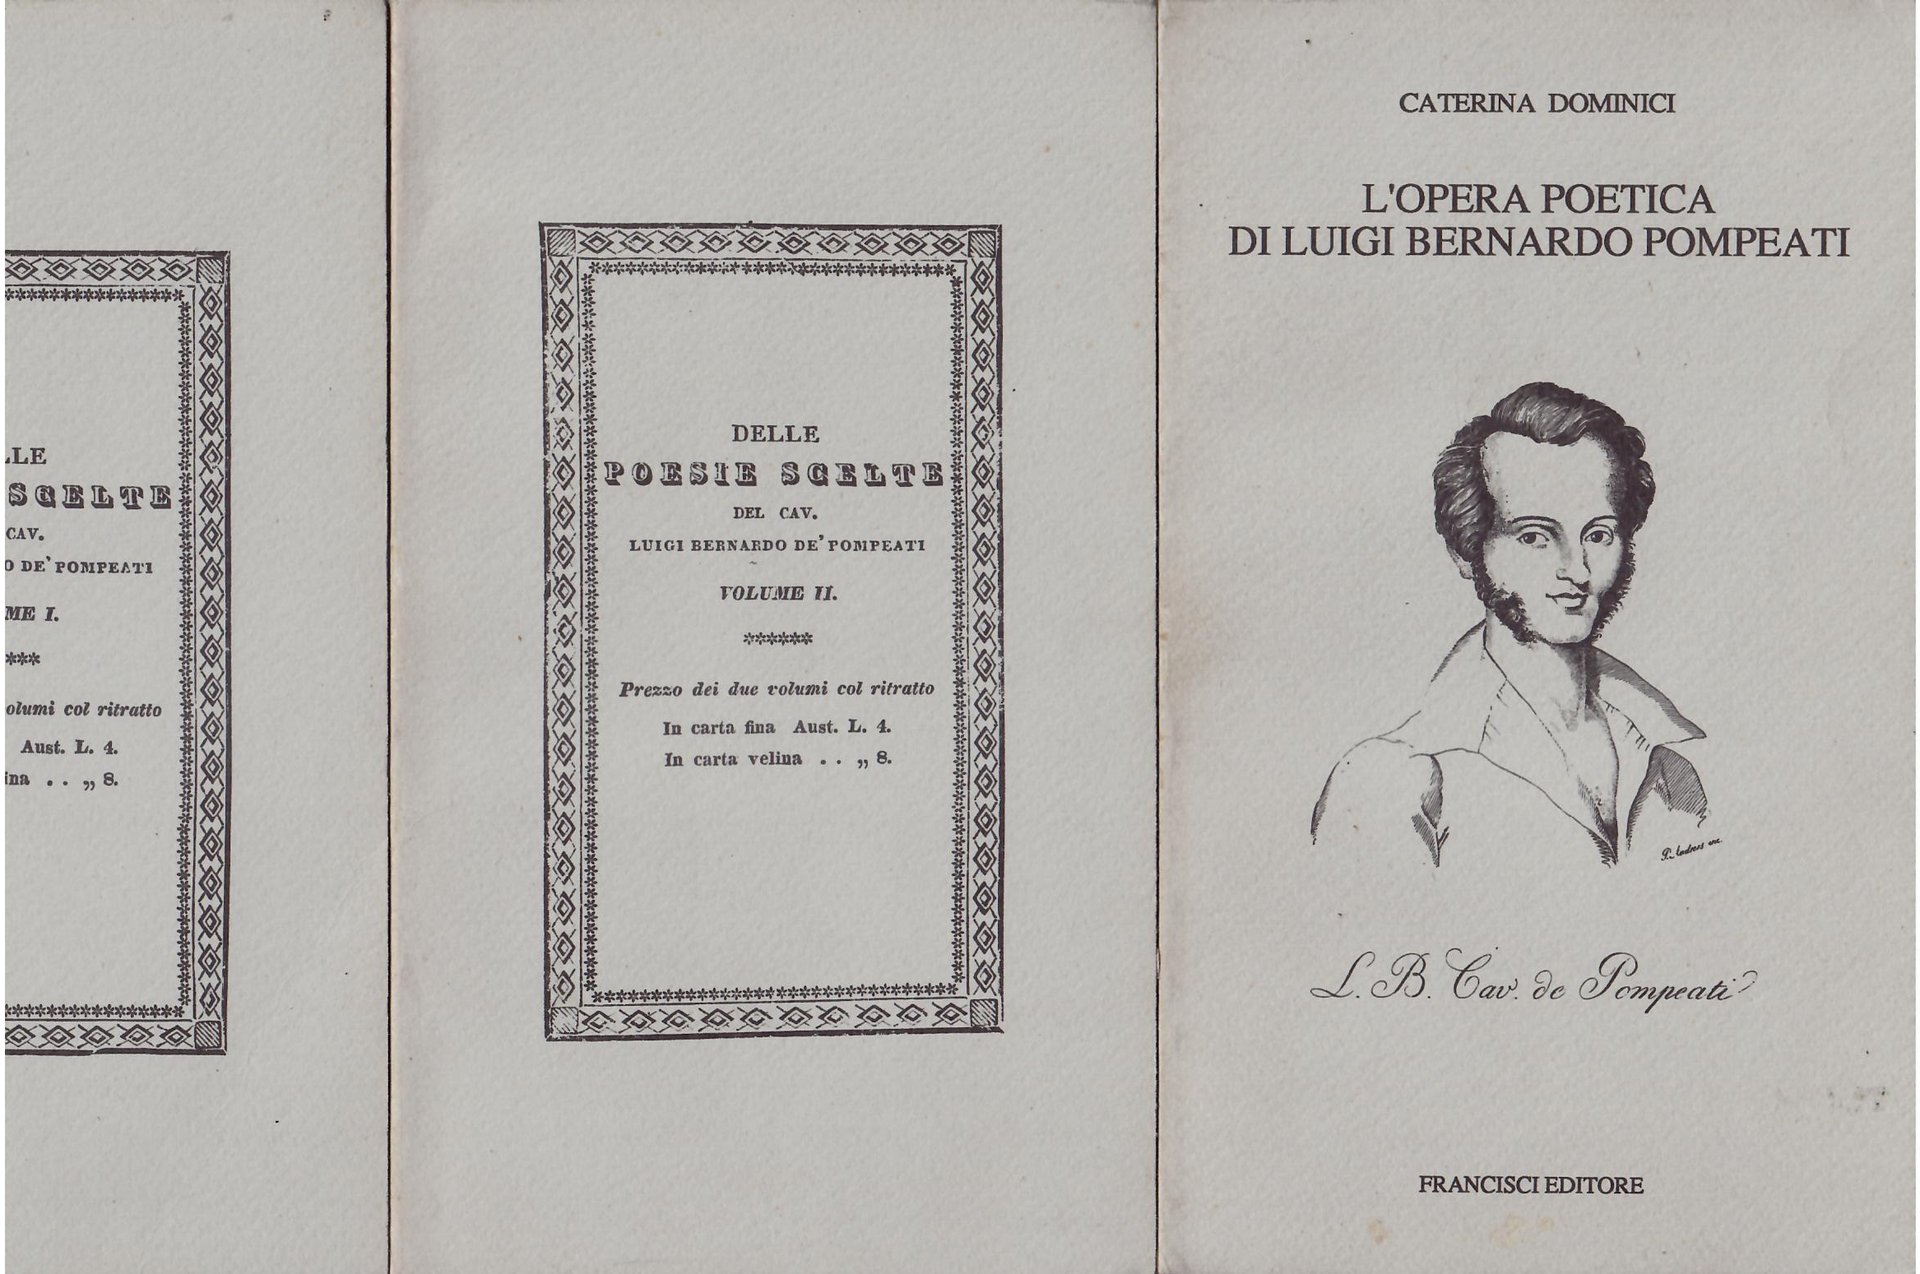 LLE
SCELTE
CAV.
O DE' POMPEATI
ME I.
***
olumi col ritratto
Aust. L. 4.
ina . . „ 8.
DELLE
POESIE SCELTE
DEL CAV.
LUIGI BERNARDO DE' POMPEATI
VOLUME II.
******
Prezzo dei due volumi col ritratto
In carta fina Aust. L. 4.
In carta velina . . „ 8.
CATERINA DOMINICI
L'OPERA POETICA
DI LUIGI BERNARDO POMPEATI
L. B. Cav. de Pompeati
FRANCISCI EDITORE